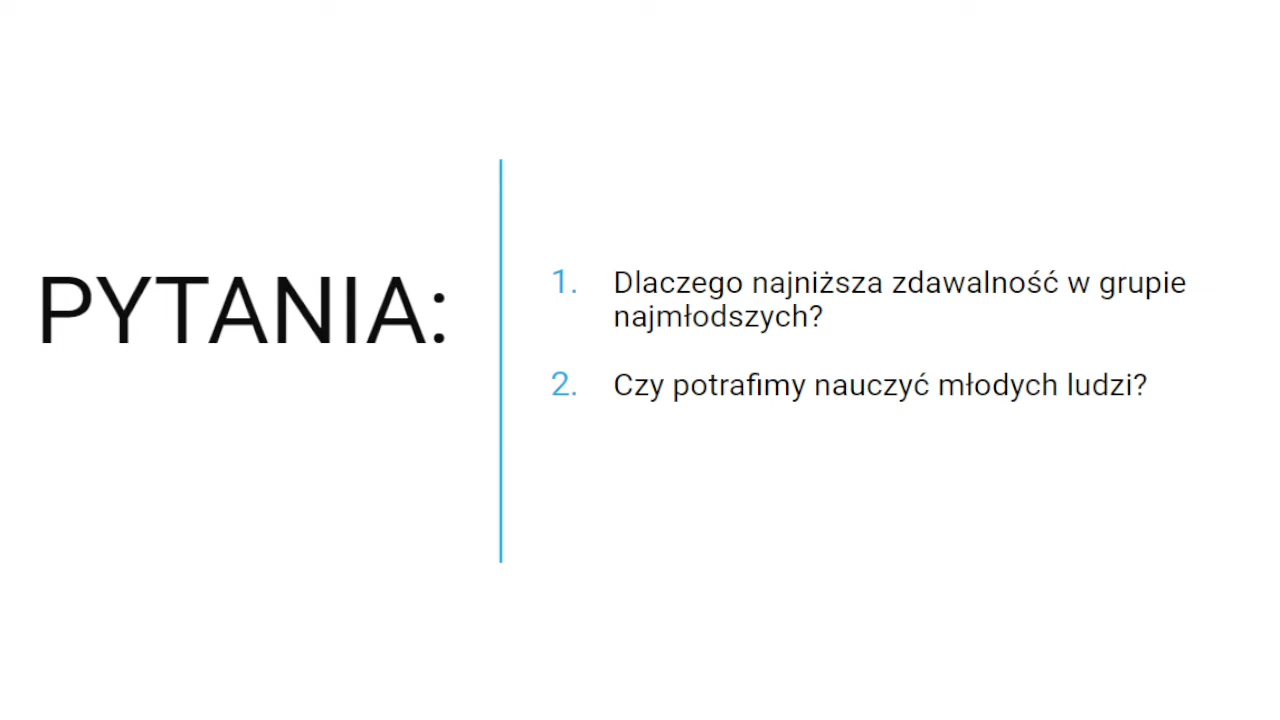 PYTANIA:
1. Dlaczego najniższa zdawalność w grupie
najmłodszych?
2. Czy potrafimy nauczyć młodych ludzi?